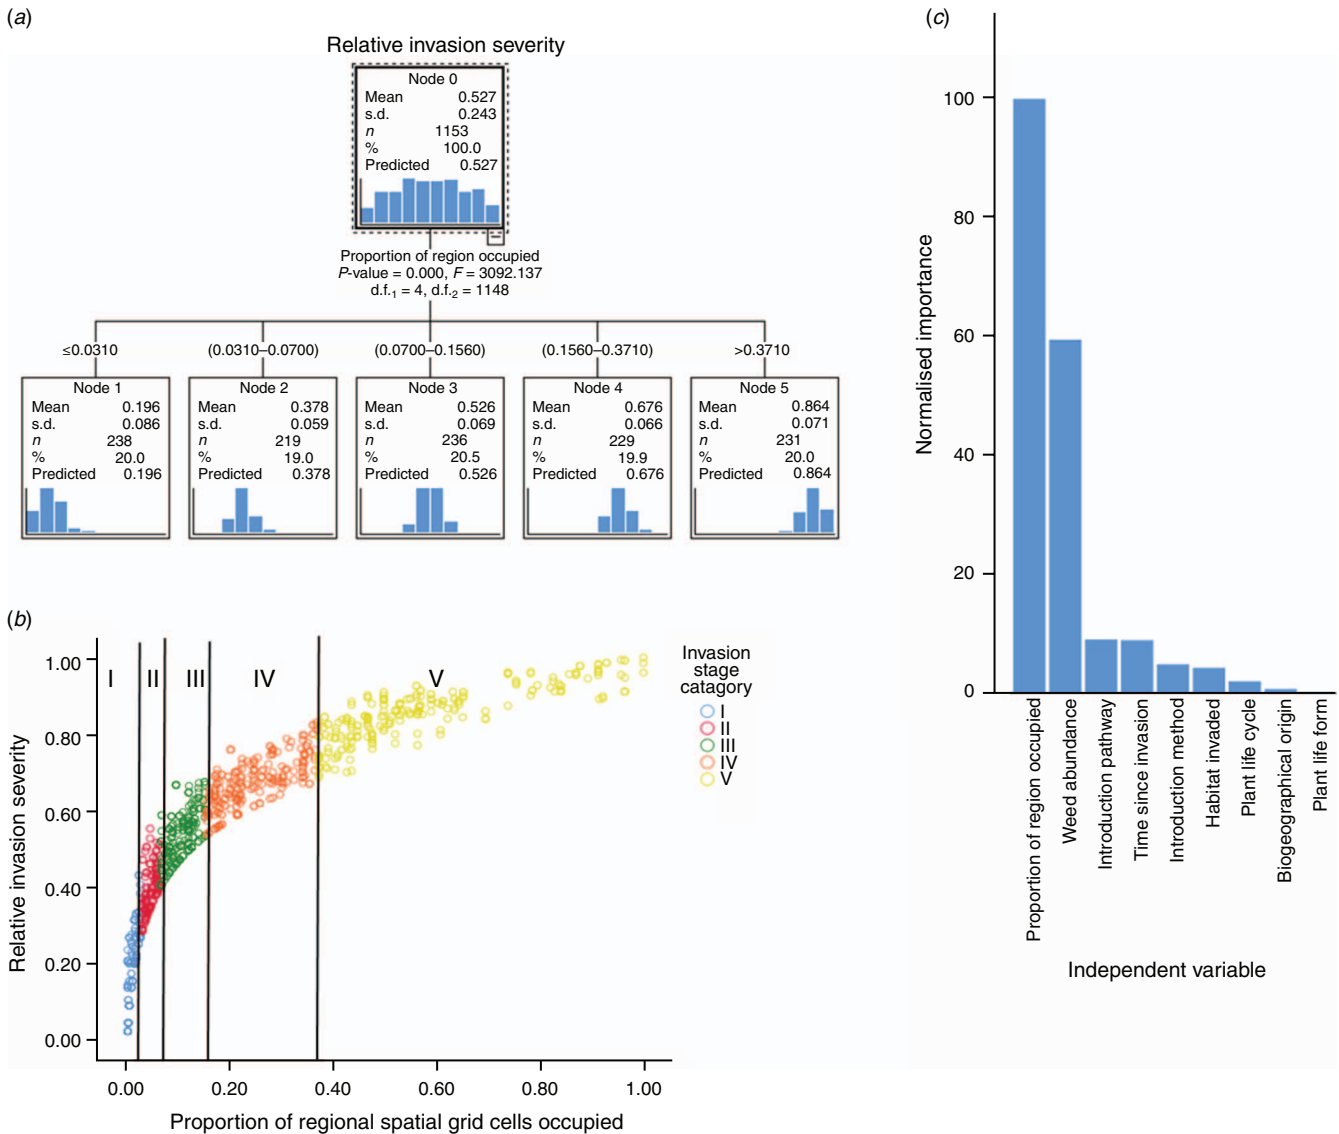 (a)
Relative invasion severity
Node 0
Mean 0.527
s.d. 0.243
n 1153
% 100.0
Predicted 0.527
Proportion of region occupied
P-value = 0.000, F = 3092.137
d.f.1 = 4, d.f.2 = 1148
≤0.0310
(0.0310–0.0700)
(0.0700–0.1560)
(0.1560–0.3710)
>0.3710
Node 1
Mean 0.196
s.d. 0.086
n 238
% 20.0
Predicted 0.196
Node 2
Mean 0.378
s.d. 0.059
n 219
% 19.0
Predicted 0.378
Node 3
Mean 0.526
s.d. 0.069
n 236
% 20.5
Predicted 0.526
Node 4
Mean 0.676
s.d. 0.066
n 229
% 19.9
Predicted 0.676
Node 5
Mean 0.864
s.d. 0.071
n 231
% 20.0
Predicted 0.864
(b)
Relative invasion severity
1.00
0.80
0.60
0.40
0.20
0.00
I
II
III
IV
V
0.00
0.20
0.40
0.60
0.80
1.00
Proportion of regional spatial grid cells occupied
Invasion
stage
catagory
I
II
III
IV
V
(c)
Normalised importance
100
80
60
40
20
0
Proportion of region occupied
Weed abundance
Introduction pathway
Time since invasion
Introduction method
Habitat invaded
Plant life cycle
Biogeographical origin
Plant life form
Independent variable